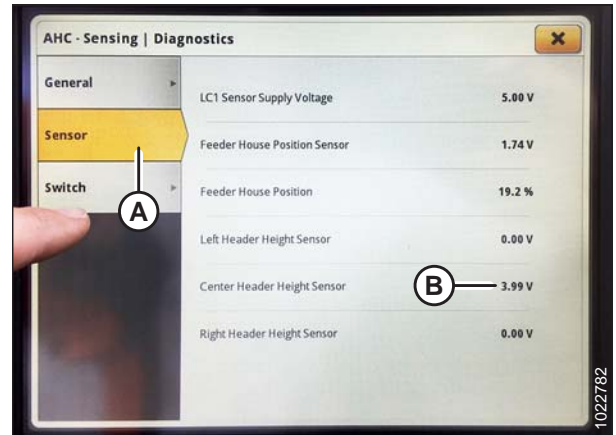 AHC - Sensing | Diagnostics
General
Sensor
Switch
A
LC1 Sensor Supply Voltage 5.00 V
Feeder House Position Sensor 1.74 V
Feeder House Position 19.2 %
Left Header Height Sensor 0.00 V
Center Header Height Sensor B 3.99 V
Right Header Height Sensor 0.00 V
1022782